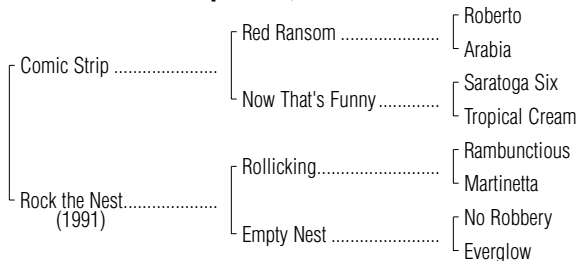 Roberto
Red Ransom ..................
Arabia
Comic Strip .....................
Saratoga Six
Now That's Funny.............
Tropical Cream
Rambunctious
Rollicking.........................
Martinetta
Rock the Nest...................
(1991)
No Robbery
Empty Nest ......................
Everglow